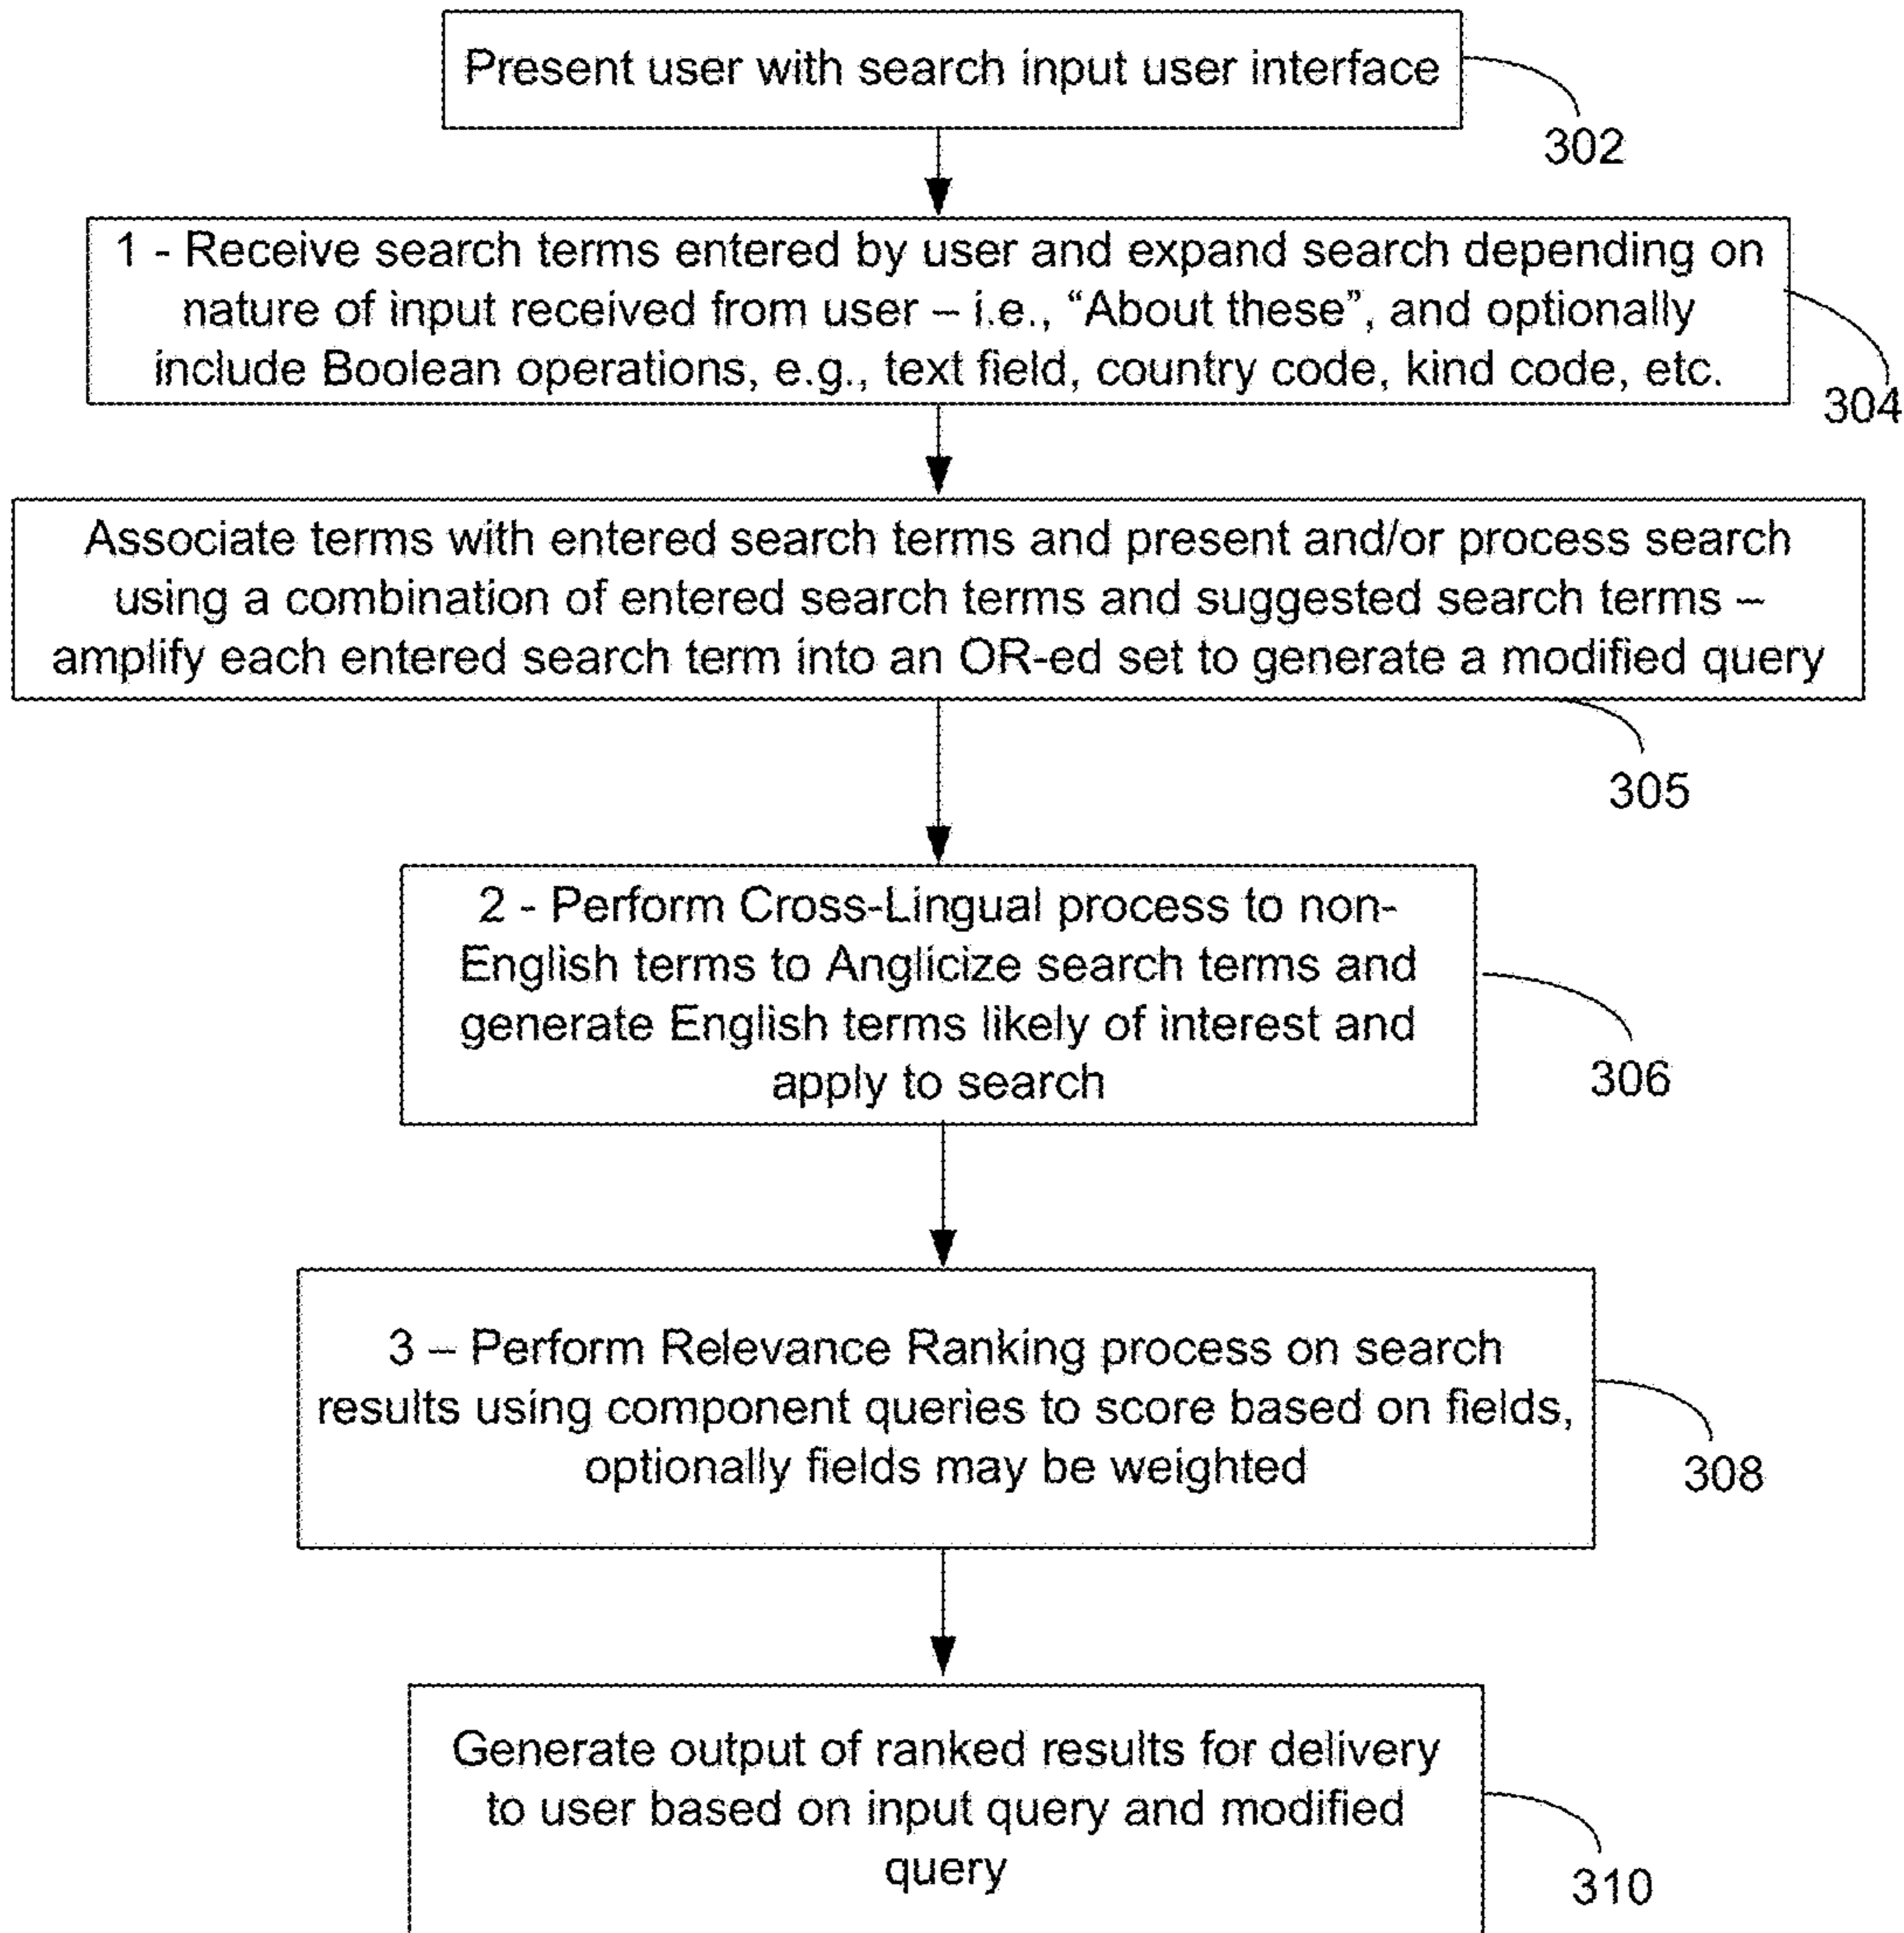 Present user with search input user interface
302
1 - Receive search terms entered by user and expand search depending on
nature of input received from user – i.e., “About these”, and optionally
include Boolean operations, e.g., text field, country code, kind code, etc.
304
Associate terms with entered search terms and present and/or process search
using a combination of entered search terms and suggested search terms –
amplify each entered search term into an OR-ed set to generate a modified query
305
2 - Perform Cross-Lingual process to non-
English terms to Anglicize search terms and
generate English terms likely of interest and
apply to search
306
3 – Perform Relevance Ranking process on search
results using component queries to score based on fields,
optionally fields may be weighted
308
Generate output of ranked results for delivery
to user based on input query and modified
query
310